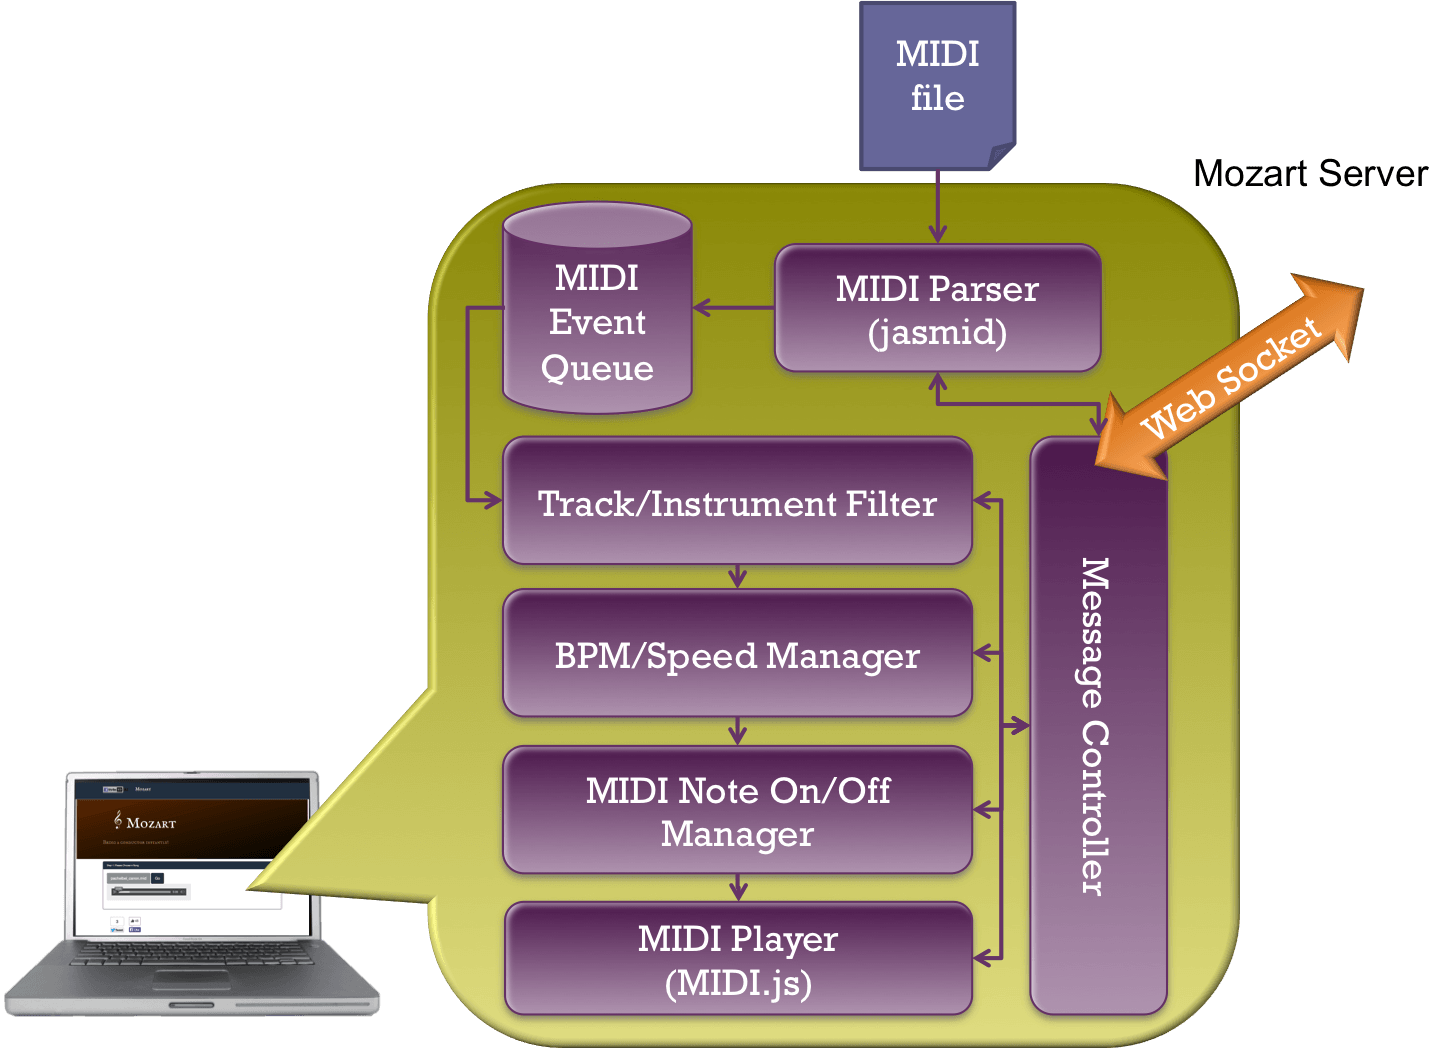 MIDI
file
Mozart Server
MIDI
Event
Queue
MIDI Parser
(jasmid)
Web Socket
Track/Instrument Filter
BPM/Speed Manager
MIDI Note On/Off
Manager
MIDI Player
(MIDI.js)
Message Controller
Mozart
Mozart